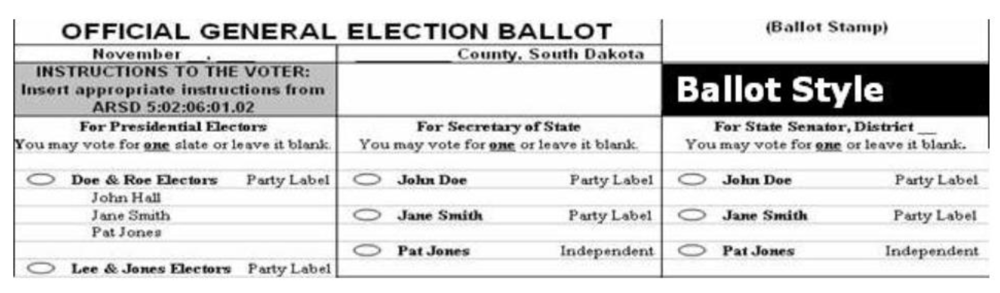 OFFICIAL GENERAL ELECTION BALLOT
(Ballot Stamp)
November __, ____
________ County, South Dakota
INSTRUCTIONS TO THE VOTER:
Insert appropriate instructions from
ARSD 5:02:06:01.02
Ballot Style
For Presidential Electors
You may vote for one slate or leave it blank.
Doe & Roe Electors Party Label
John Hall
Jane Smith
Pat Jones
Lee & Jones Electors Party Label
For Secretary of State
You may vote for one or leave it blank.
John Doe Party Label
Jane Smith Party Label
Pat Jones Independent
For State Senator, District __
You may vote for one or leave it blank.
John Doe Party Label
Jane Smith Party Label
Pat Jones Independent